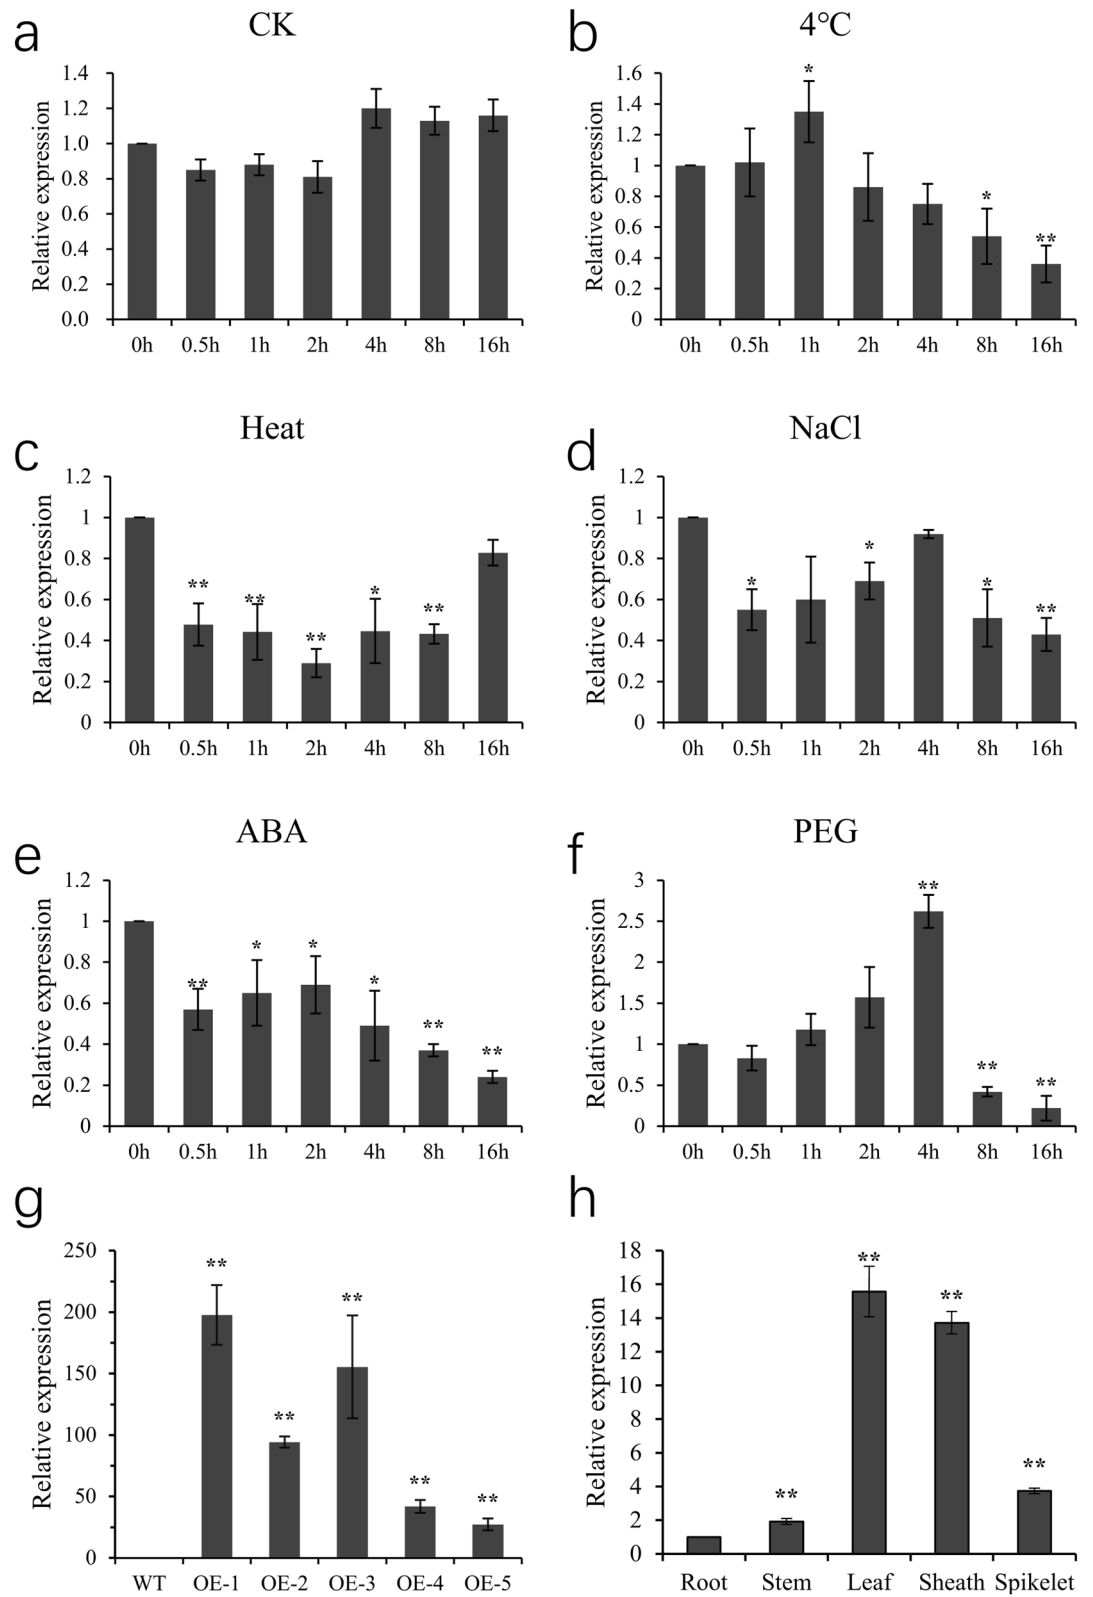 a CK
Relative expression
1.4
1.2
1.0
0.8
0.6
0.4
0.2
0.0
0h 0.5h 1h 2h 4h 8h 16h
b 4°C
Relative expression
1.6
1.4
1.2
1
0.8
0.6
0.4
0.2
0
* * **
0h 0.5h 1h 2h 4h 8h 16h
c Heat
Relative expression
1.2
1
0.8
0.6
0.4
0.2
0
** ** ** * **
0h 0.5h 1h 2h 4h 8h 16h
d NaCl
Relative expression
1.2
1
0.8
0.6
0.4
0.2
0
* * * **
0h 0.5h 1h 2h 4h 8h 16h
e ABA
Relative expression
1.2
1
0.8
0.6
0.4
0.2
0
** * * * ** **
0h 0.5h 1h 2h 4h 8h 16h
f PEG
Relative expression
3
2.5
2
1.5
1
0.5
0
** ** **
0h 0.5h 1h 2h 4h 8h 16h
g
Relative expression
250
200
150
100
50
0
** ** ** ** **
WT OE-1 OE-2 OE-3 OE-4 OE-5
h
Relative expression
18
16
14
12
10
8
6
4
2
0
** ** ** **
Root Stem Leaf Sheath Spikelet